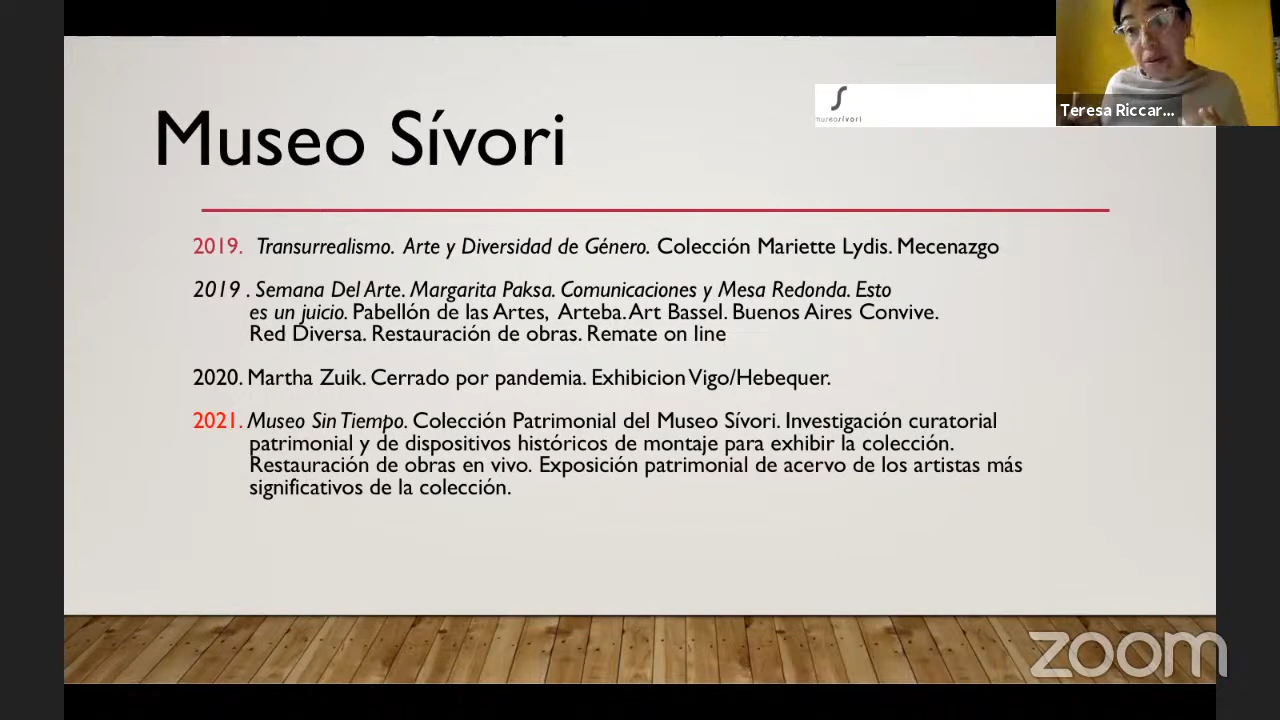 Museo Sívori
museosívori
Teresa Riccar...
2019. Transurrealismo. Arte y Diversidad de Género. Colección Mariette Lydis. Mecenazgo
2019 . Semana Del Arte. Margarita Paksa. Comunicaciones y Mesa Redonda. Esto
es un juicio. Pabellón de las Artes, Arteba. Art Bassel. Buenos Aires Convive.
Red Diversa. Restauración de obras. Remate on line
2020. Martha Zuik. Cerrado por pandemia. Exhibicion Vigo/Hebequer.
2021. Museo Sin Tiempo. Colección Patrimonial del Museo Sívori. Investigación curatorial
patrimonial y de dispositivos históricos de montaje para exhibir la colección.
Restauración de obras en vivo. Exposición patrimonial de acervo de los artistas más
significativos de la colección.
zoom